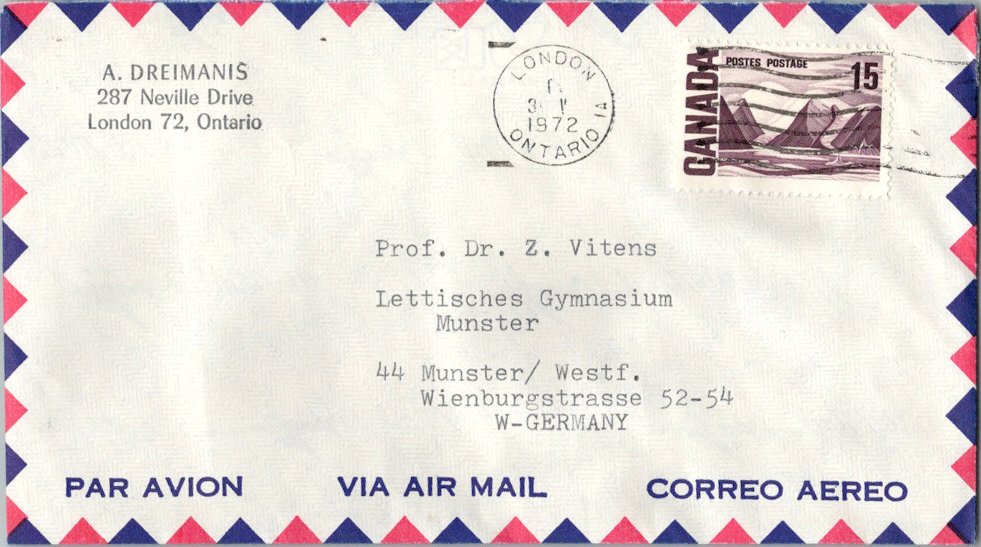 A. DREIMANIS
287 Neville Drive
London 72, Ontario
LONDON
1972
ONTARIO
CANADA
POSTES POSTAGE
15
Prof. Dr. Z. Vitens
Lettisches Gymnasium
Munster
44 Munster/ Westf.
Wienburgstrasse 52-54
W-GERMANY
PAR AVION
VIA AIR MAIL
CORREO AEREO